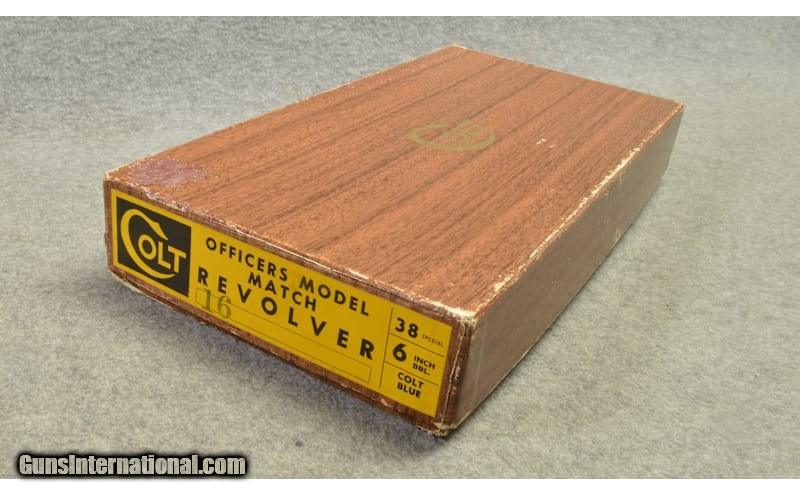 COLT
OFFICERS MODEL
MATCH
REVOLVER
16
38 SPECIAL
6 INCH BBL.
COLT
BLUE
GunsInternational.com